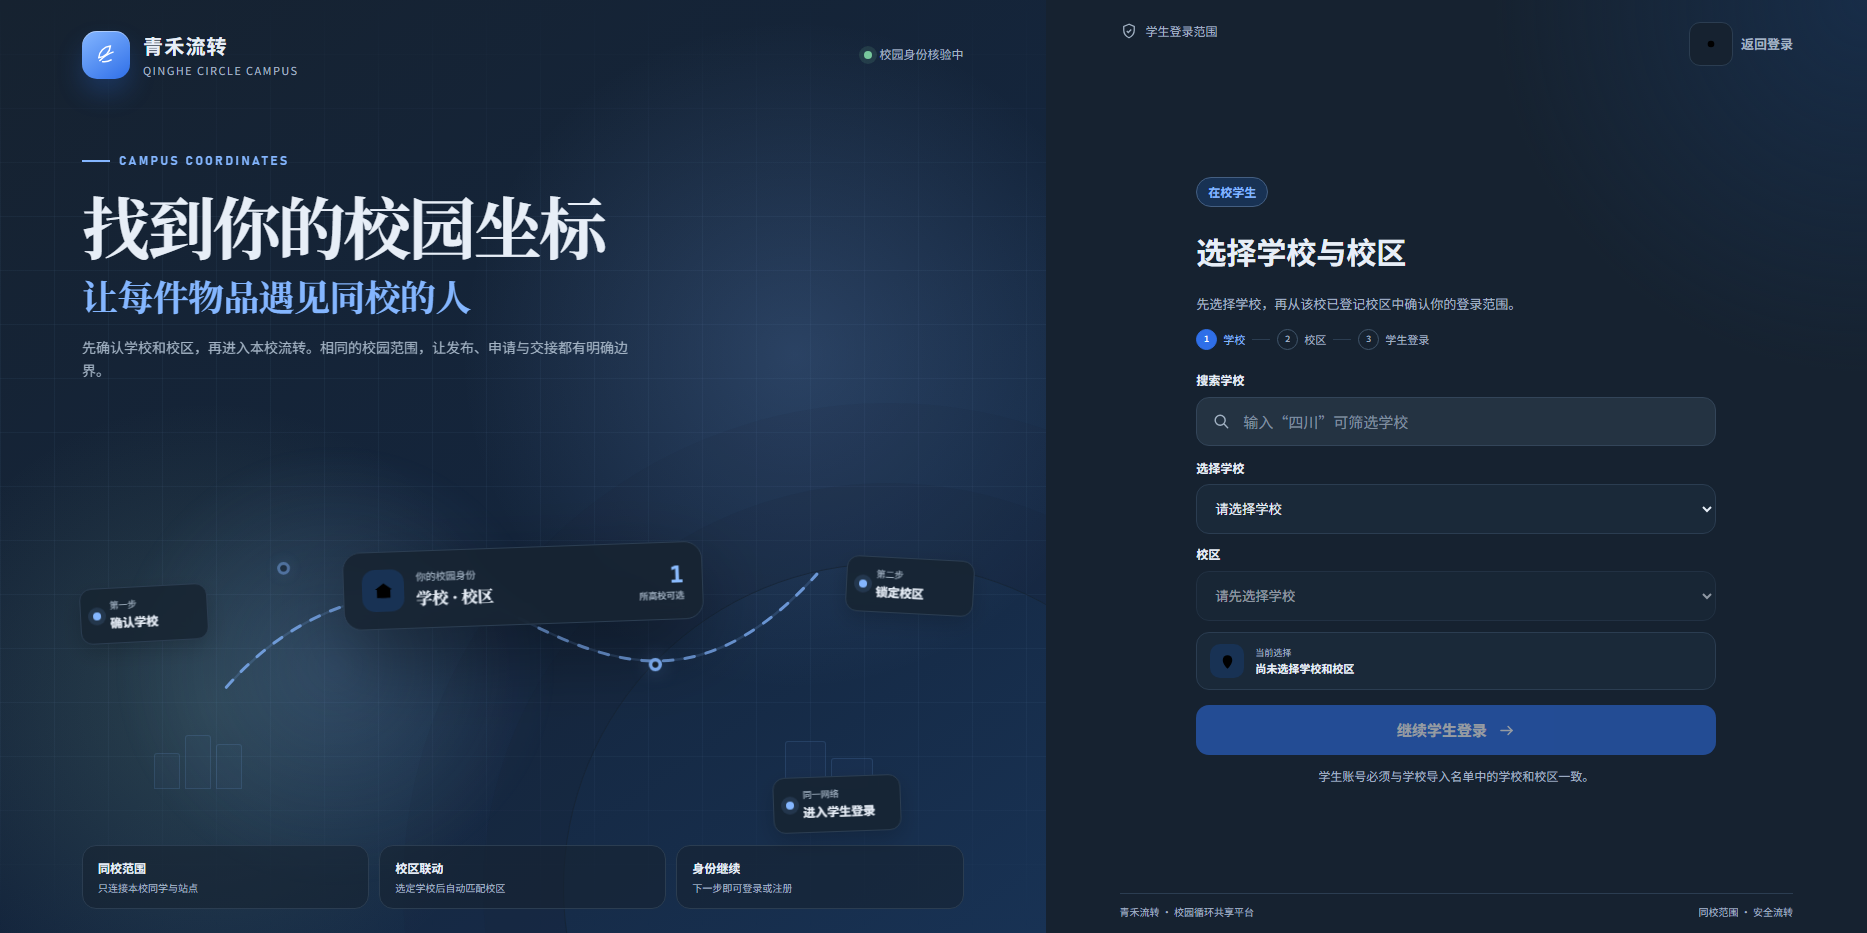 青禾流转
QINGHE CIRCLE CAMPUS
校园身份核验中
CAMPUS COORDINATES
找到你的校园坐标
让每件物品遇见同校的人
先确认学校和校区，再进入本校流转。相同的校园范围，让发布、申请与交接都有明确边
界。
第一步
确认学校
你的校园身份
学校 · 校区
1
所高校可选
第二步
锁定校区
同一网络
进入学生登录
同校范围
只连接本校同学与站点
校区联动
选定学校后自动匹配校区
身份继续
下一步即可登录或注册
学生登录范围
返回登录
在校学生
选择学校与校区
先选择学校，再从该校已登记校区中确认你的登录范围。
1 学校 2 校区 3 学生登录
搜索学校
输入“四川”可筛选学校
选择学校
请选择学校
校区
请先选择学校
当前选择
尚未选择学校和校区
继续学生登录 →
学生账号必须与学校导入名单中的学校和校区一致。
青禾流转 · 校园循环共享平台
同校范围 · 安全流转